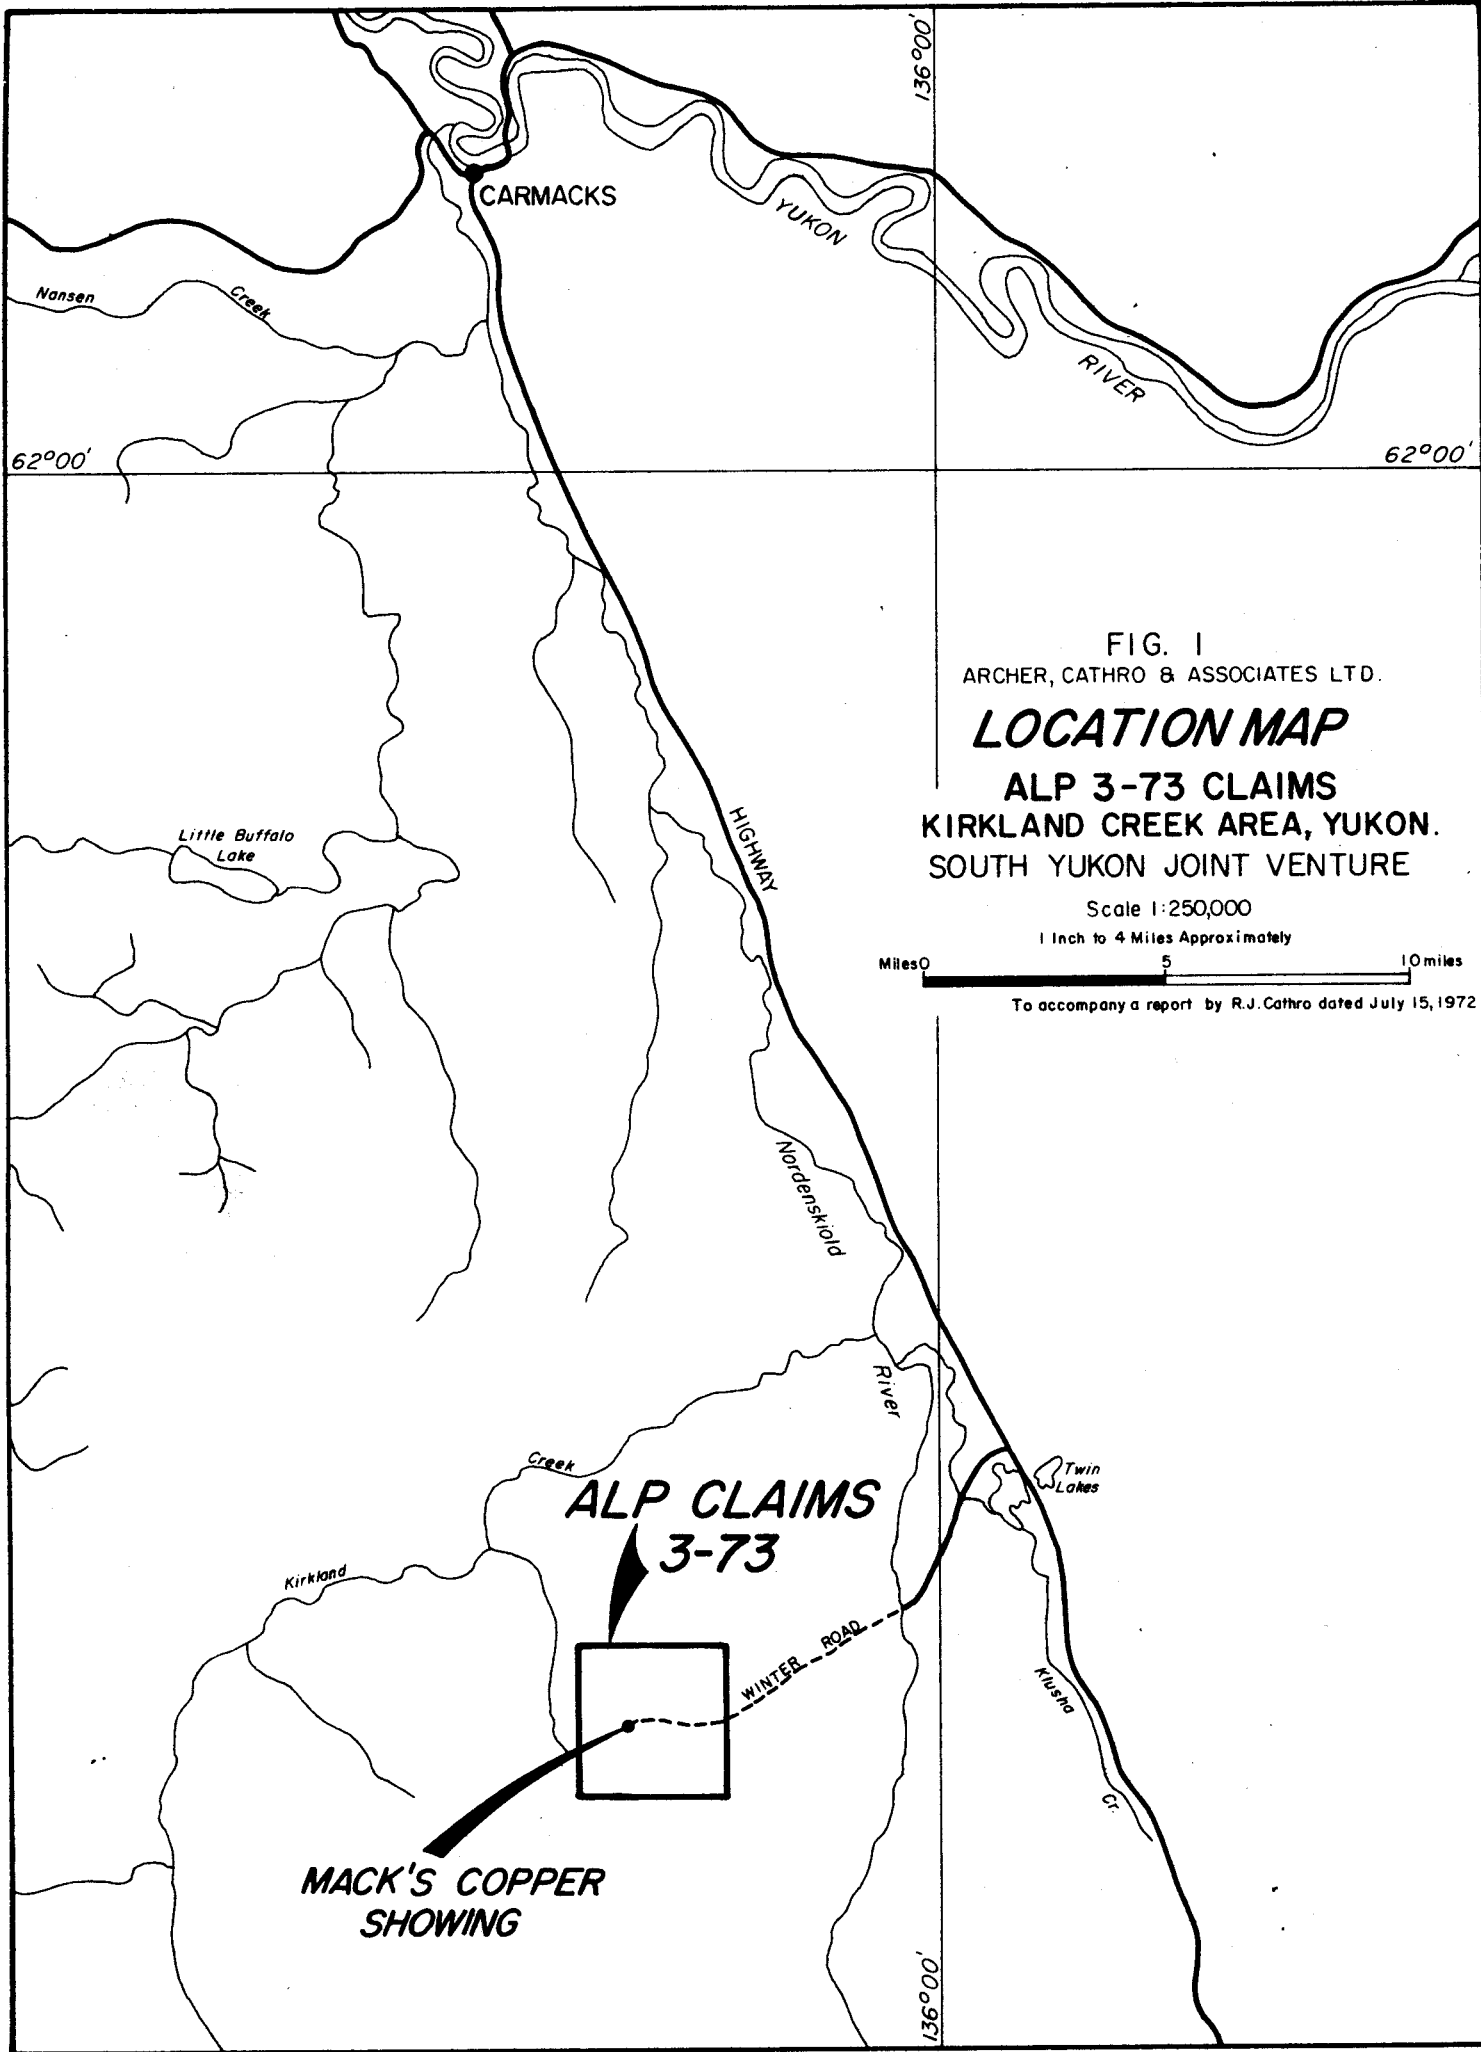 136°00'
CARMACKS
YUKON
RIVER
Nansen
Creek
62°00'
62°00'
FIG. 1
ARCHER, CATHRO & ASSOCIATES LTD.
LOCATION MAP
ALP 3-73 CLAIMS
KIRKLAND CREEK AREA, YUKON.
SOUTH YUKON JOINT VENTURE
Scale 1:250,000
1 Inch to 4 Miles Approximately
Miles 0 5 10 miles
To accompany a report by R.J. Cathro dated July 15, 1972
HIGHWAY
Little Buffalo
Lake
Nordenskiold
River
Twin
Lakes
Creek
Kirkland
ALP CLAIMS
3-73
WINTER ROAD
Klusha
Cr.
MACK'S COPPER
SHOWING
136°00'